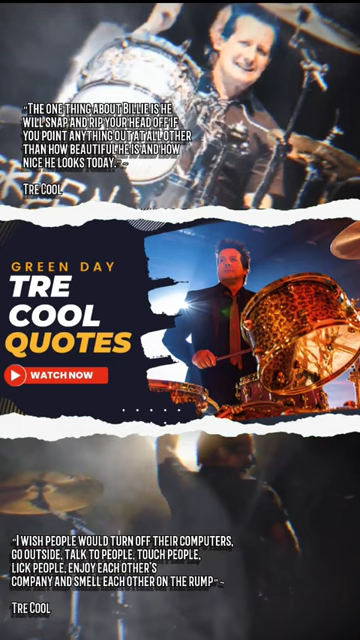 "The one thing about Billie is he
will snap and rip your head off if
you point anything out at all other
than how beautiful he is and how
nice he looks today." ~
Tre Cool
GREEN DAY
TRE
COOL
QUOTES
WATCH NOW
"I wish people would turn off their computers,
go outside, talk to people, touch people,
lick people, enjoy each other's
company and smell each other on the rump" ~
Tre Cool